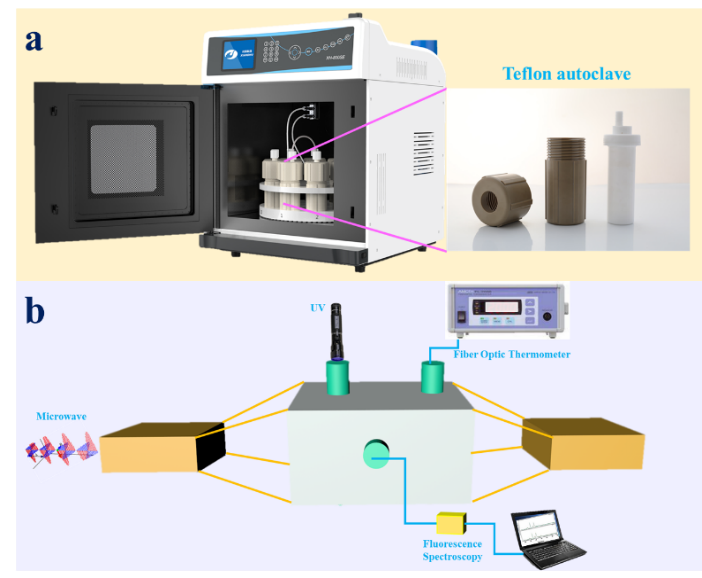 a
Teflon autoclave
b
UV
Fiber Optic Thermometer
Microwave
Fluorescence
Spectroscopy